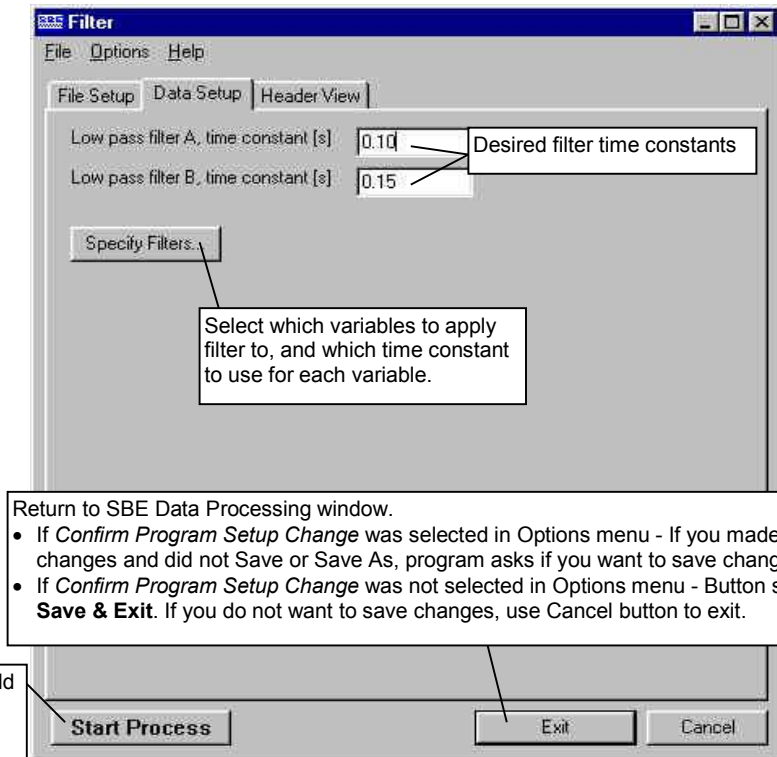 SBE Filter
File Options Help
File Setup Data Setup Header View
Low pass filter A, time constant [s] 0.10
Desired filter time constants
Low pass filter B, time constant [s] 0.15
Specify Filters...
Select which variables to apply
filter to, and which time constant
to use for each variable.
Return to SBE Data Processing window.
• If Confirm Program Setup Change was selected in Options menu - If you made
changes and did not Save or Save As, program asks if you want to save
• If Confirm Program Setup Change was not selected in Options menu - Button
Save & Exit. If you do not want to save changes, use Cancel button to exit.
Start Process Exit Cancel